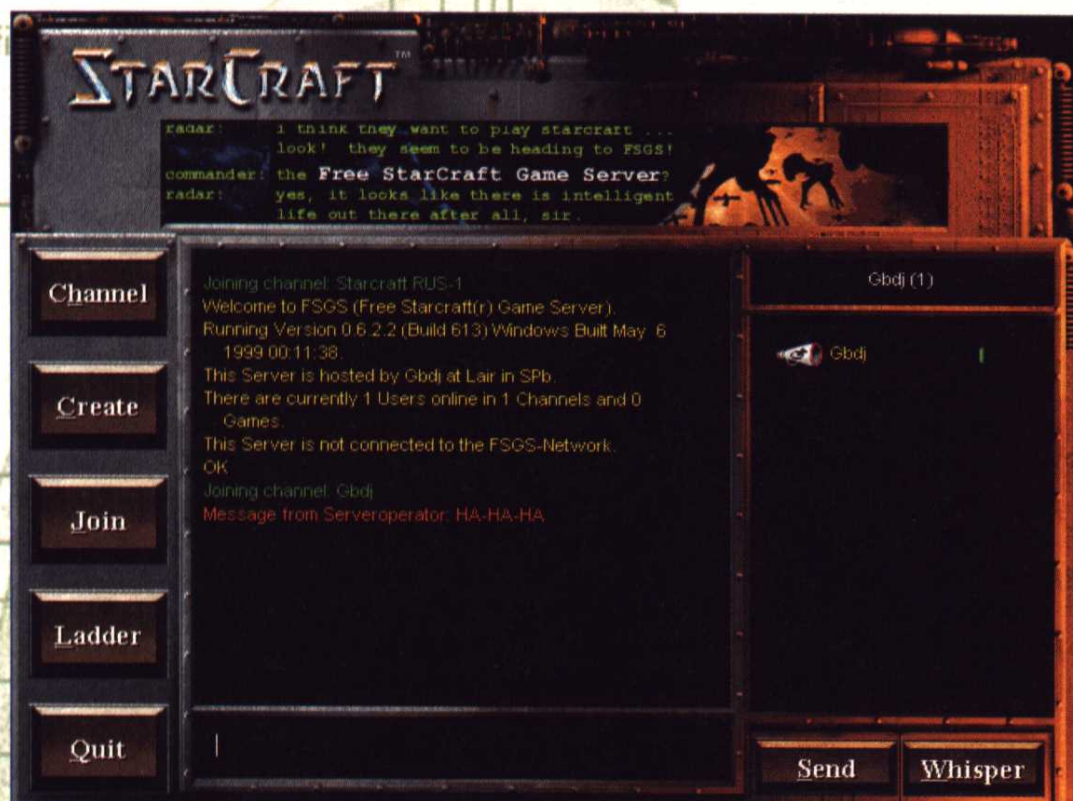 STARCRAFT™
radar: i think they want to play starcraft ...
look! they seem to be heading to FSGS!
commander: the Free StarCraft Game Server?
radar: yes, it looks like there is intelligent
life out there after all, sir.
Channel
Create
Join
Ladder
Quit
Joining channel: Starcraft RUS-1
Welcome to FSGS (Free Starcraft(r) Game Server).
Running Version 0.6.2.2 (Build 613) Windows Built May 6
1999 00:11:38.
This Server is hosted by Gbdj at Lair in SPb.
There are currently 1 Users online in 1 Channels and 0
Games.
This Server is not connected to the FSGS-Network.
OK
Joining channel: Gbdj
Message from Serveroperator: HA-HA-HA
Gbdj (1)
Gbdj
Send
Whisper